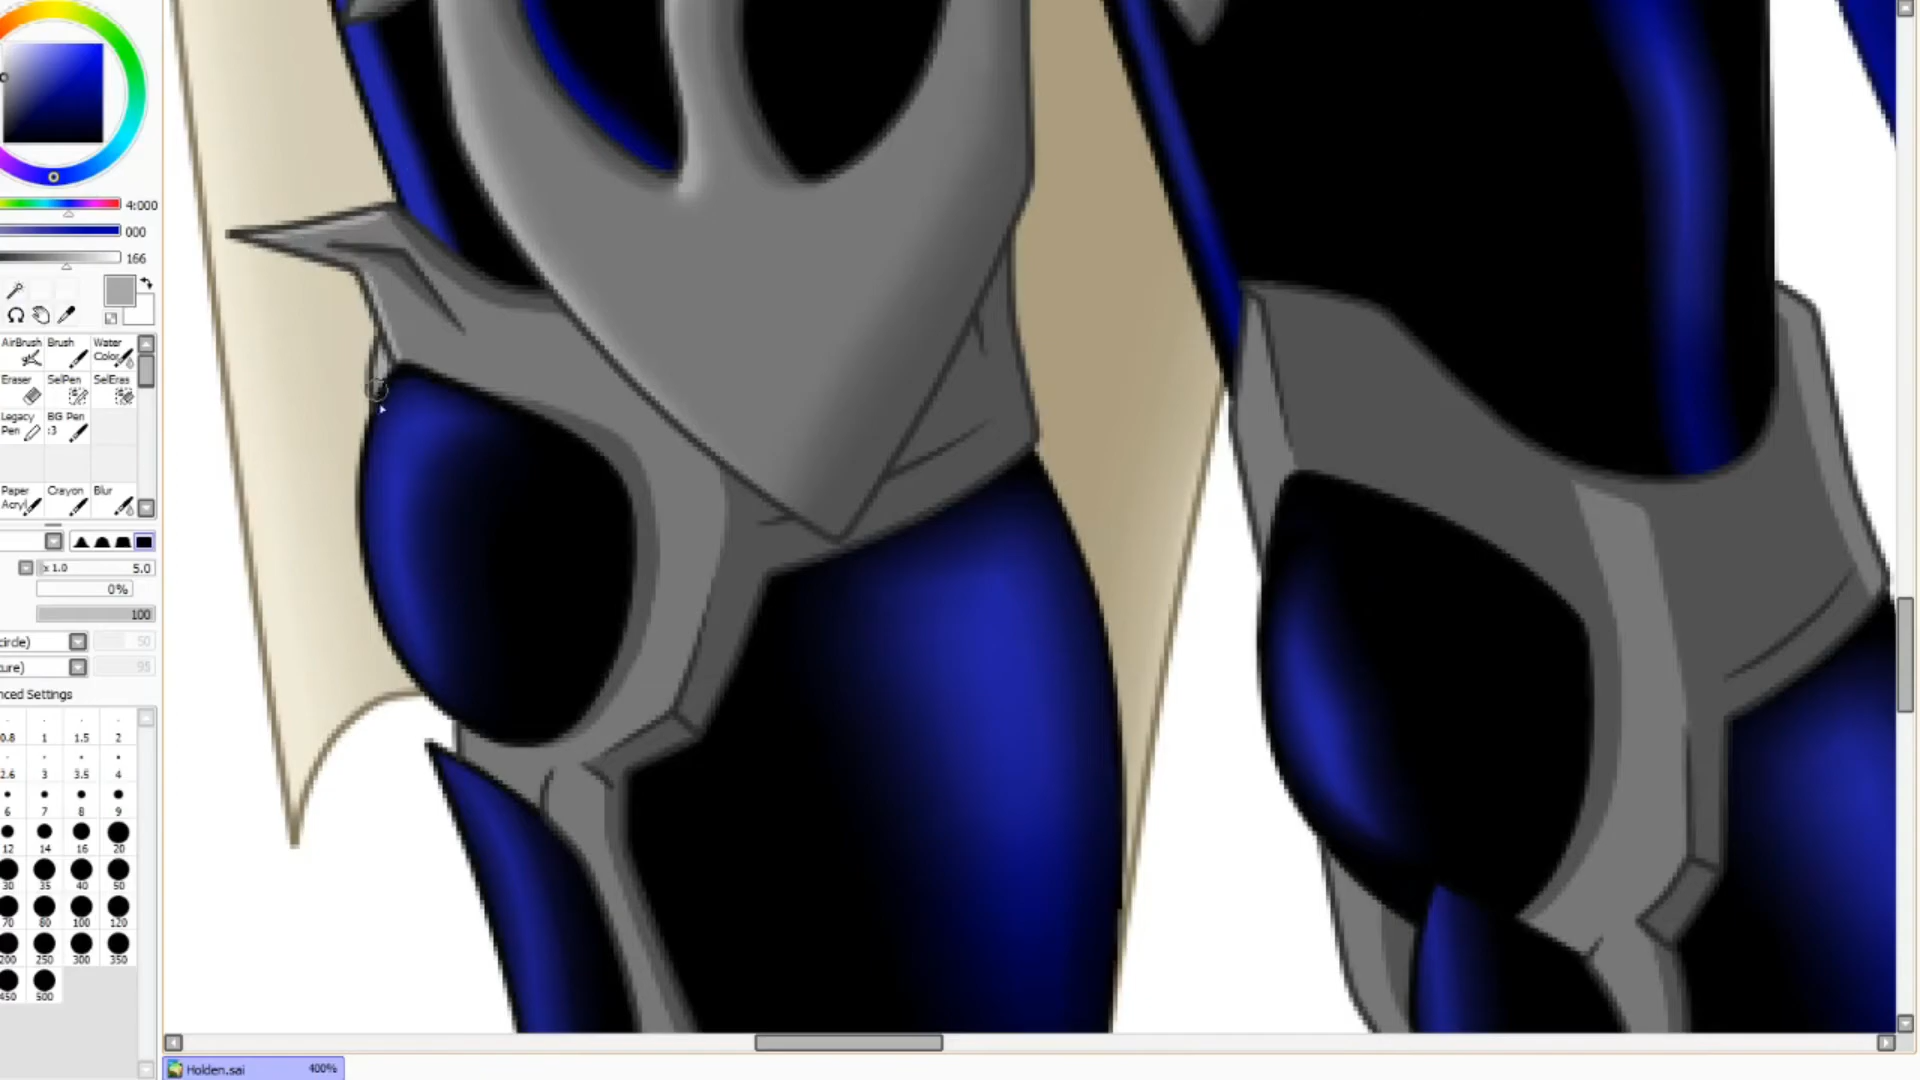 4:000
000
166
AirBrush Brush Water Color
Eraser SelPen SelEras
Legacy Pen BG Pen :3
Paper Acryl Crayon Blur
x 1.0 5.0
0%
100
circle) 50
ure) 95
nced Settings
0.8 1 1.5 2
2.6 3 3.5 4
6 7 8 9
12 14 16 20
30 35 40 50
70 80 100 120
200 250 300 350
450 500
Holden.sai 400%